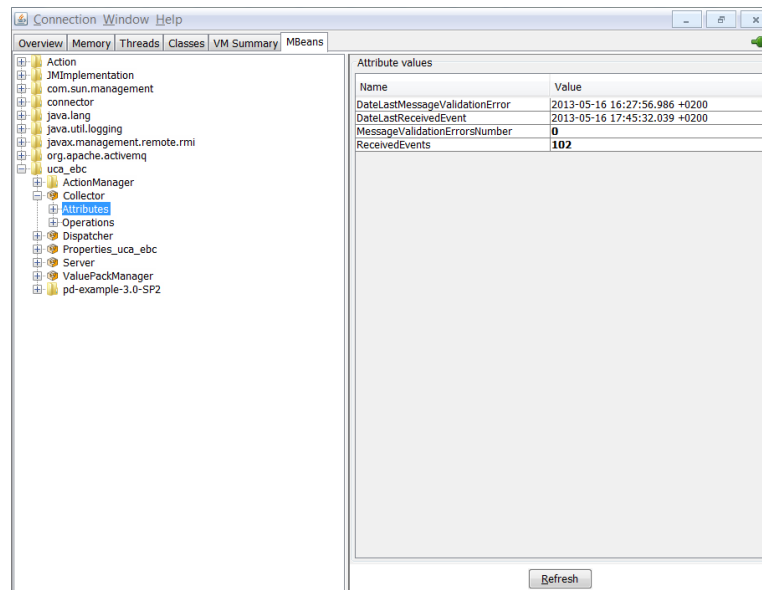 Connection Window Help
Overview Memory Threads Classes VM Summary MBeans
Action
JMImplementation
com.sun.management
connector
java.lang
java.util.logging
javax.management.remote.rmi
org.apache.activemq
uca_ebc
ActionManager
Collector
Attributes
Operations
Dispatcher
Properties_uca_ebc
Server
ValuePackManager
pd-example-3.0-SP2
Attribute values
Name Value
DateLastMessageValidationError 2013-05-16 16:27:56.986 +0200
DateLastReceivedEvent 2013-05-16 17:45:32.039 +0200
MessageValidationErrorsNumber 0
ReceivedEvents 102
Refresh